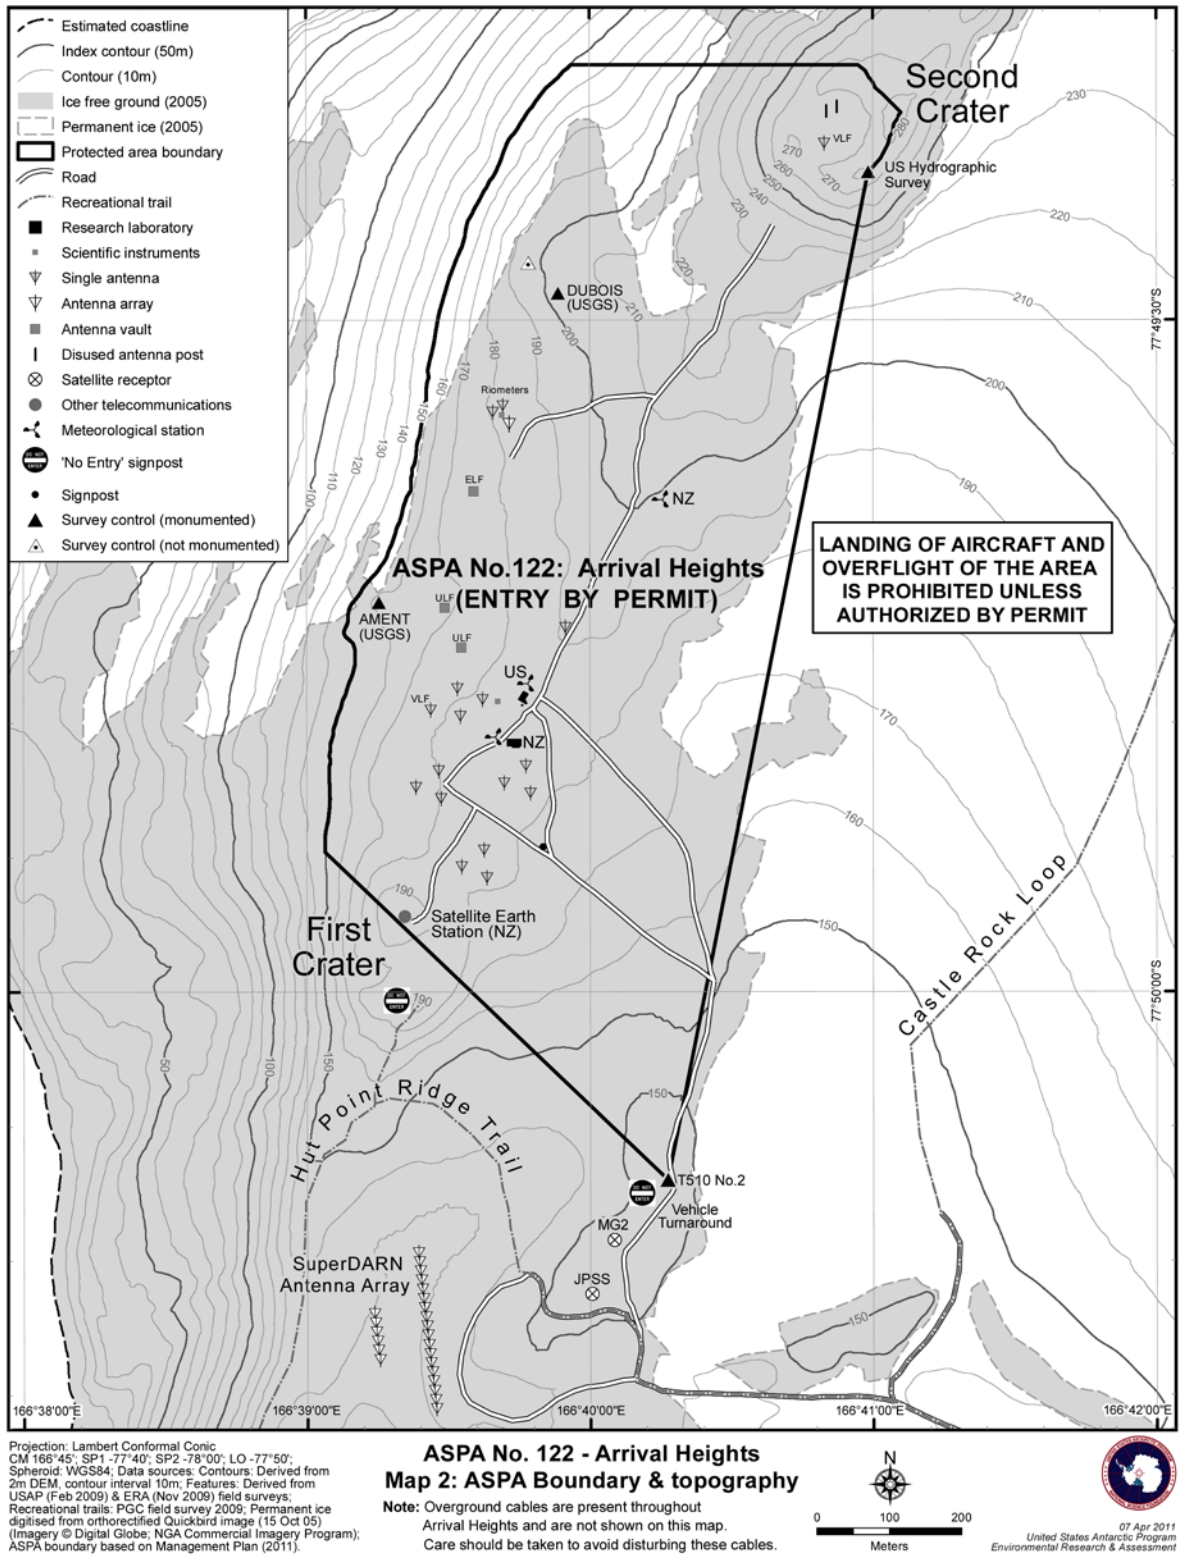 Estimated coastline
Index contour (50m)
Contour (10m)
Ice free ground (2005)
Permanent ice (2005)
Protected area boundary
Road
Recreational trail
Research laboratory
Scientific instruments
Single antenna
Antenna array
Antenna vault
Disused antenna post
Satellite receptor
Other telecommunications
Meteorological station
DO NOT
ENTER
'No Entry' signpost
Signpost
Survey control (monumented)
Survey control (not monumented)
Second
Crater
VLF
280
270
260
250
240
230
270
US Hydrographic
Survey
230
220
210
200
190
170
160
150
220
210
DUBOIS
(USGS)
77°49'30"S
200
190
180
170
160
150
140
130
120
110
100
Riometers
ELF
NZ
LANDING OF AIRCRAFT AND
OVERFLIGHT OF THE AREA
IS PROHIBITED UNLESS
AUTHORIZED BY PERMIT
ASPA No.122: Arrival Heights
(ENTRY BY PERMIT)
AMENT
(USGS)
ULF
ULF
US
VLF
NZ
190
Satellite Earth
Station (NZ)
First
Crater
DO NOT
ENTER
190
Castle Rock Loop
77°50'00"S
50
100
150
150
Hut Point Ridge Trail
T510 No.2
DO NOT
ENTER
Vehicle
Turnaround
MG2
JPSS
SuperDARN
Antenna Array
150
166°38'00"E
166°39'00"E
166°40'00"E
166°41'00"E
166°42'00"E
Projection: Lambert Conformal Conic
CM 166°45'; SP1 -77°40'; SP2 -78°00'; LO -77°50';
Spheroid: WGS84; Data sources: Contours: Derived from
2m DEM, contour interval 10m; Features: Derived from
USAP (Feb 2009) & ERA (Nov 2009) field surveys;
Recreational trails: PGC field survey 2009; Permanent ice
digitised from orthorectified Quickbird image (15 Oct 05)
(Imagery © Digital Globe; NGA Commercial Imagery Program);
ASPA boundary based on Management Plan (2011).
ASPA No. 122 - Arrival Heights
Map 2: ASPA Boundary & topography
Note: Overground cables are present throughout
Arrival Heights and are not shown on this map.
Care should be taken to avoid disturbing these cables.
N
0 100 200
Meters
07 Apr 2011
United States Antarctic Program
Environmental Research & Assessment